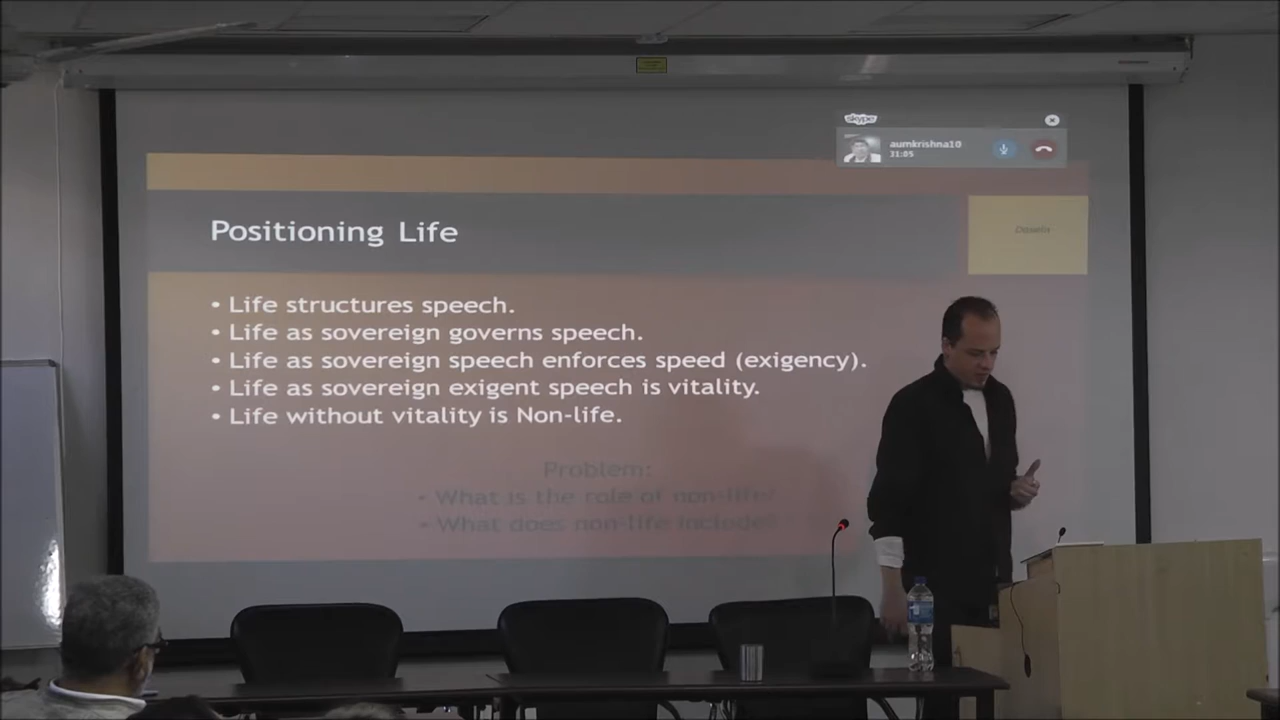 skype
aumkrishna10
31:05
Positioning Life
• Life structures speech.
• Life as sovereign governs speech.
• Life as sovereign speech enforces speed (exigency).
• Life as sovereign exigent speech is vitality.
• Life without vitality is Non-life.
Problem:
• What is the role of non-life?
• What does non-life include?